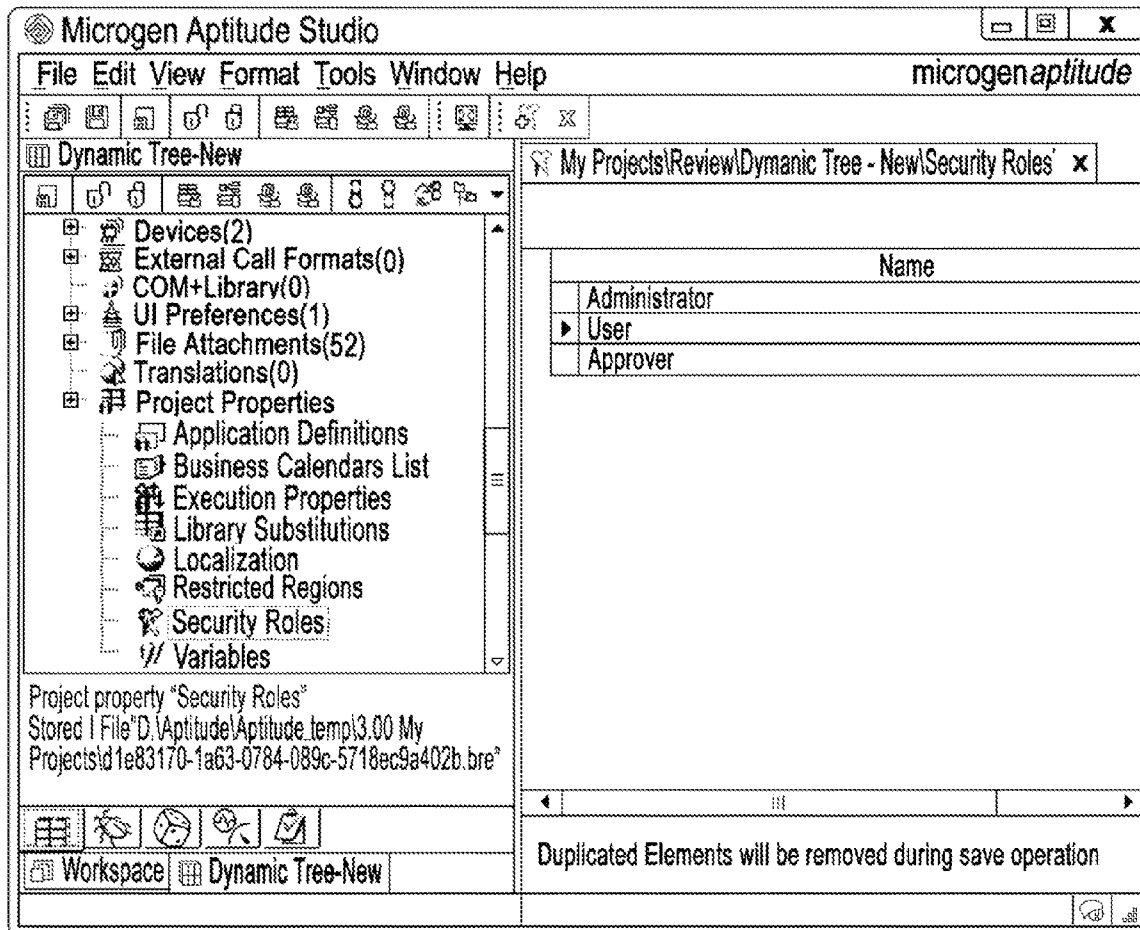 Microgen Aptitude Studio
X
File Edit View Format Tools Window Help
microgenaptitude
Dynamic Tree-New
Devices(2)
External Call Formats(0)
COM+Library(0)
UI Preferences(1)
File Attachments(52)
Translations(0)
Project Properties
Application Definitions
Business Calendars List
Execution Properties
Library Substitutions
Localization
Restricted Regions
Security Roles
Variables
Project property "Security Roles"
Stored I File"D.\Aptitude\Aptitude_temp\3.00 My
Projects\d1e83170-1a63-0784-089c-5718ec9a402b.bre"
Workspace
Dynamic Tree-New
My Projects\Review\Dymanic Tree - New\Security Roles* x
Name
Administrator
User
Approver
Duplicated Elements will be removed during save operation